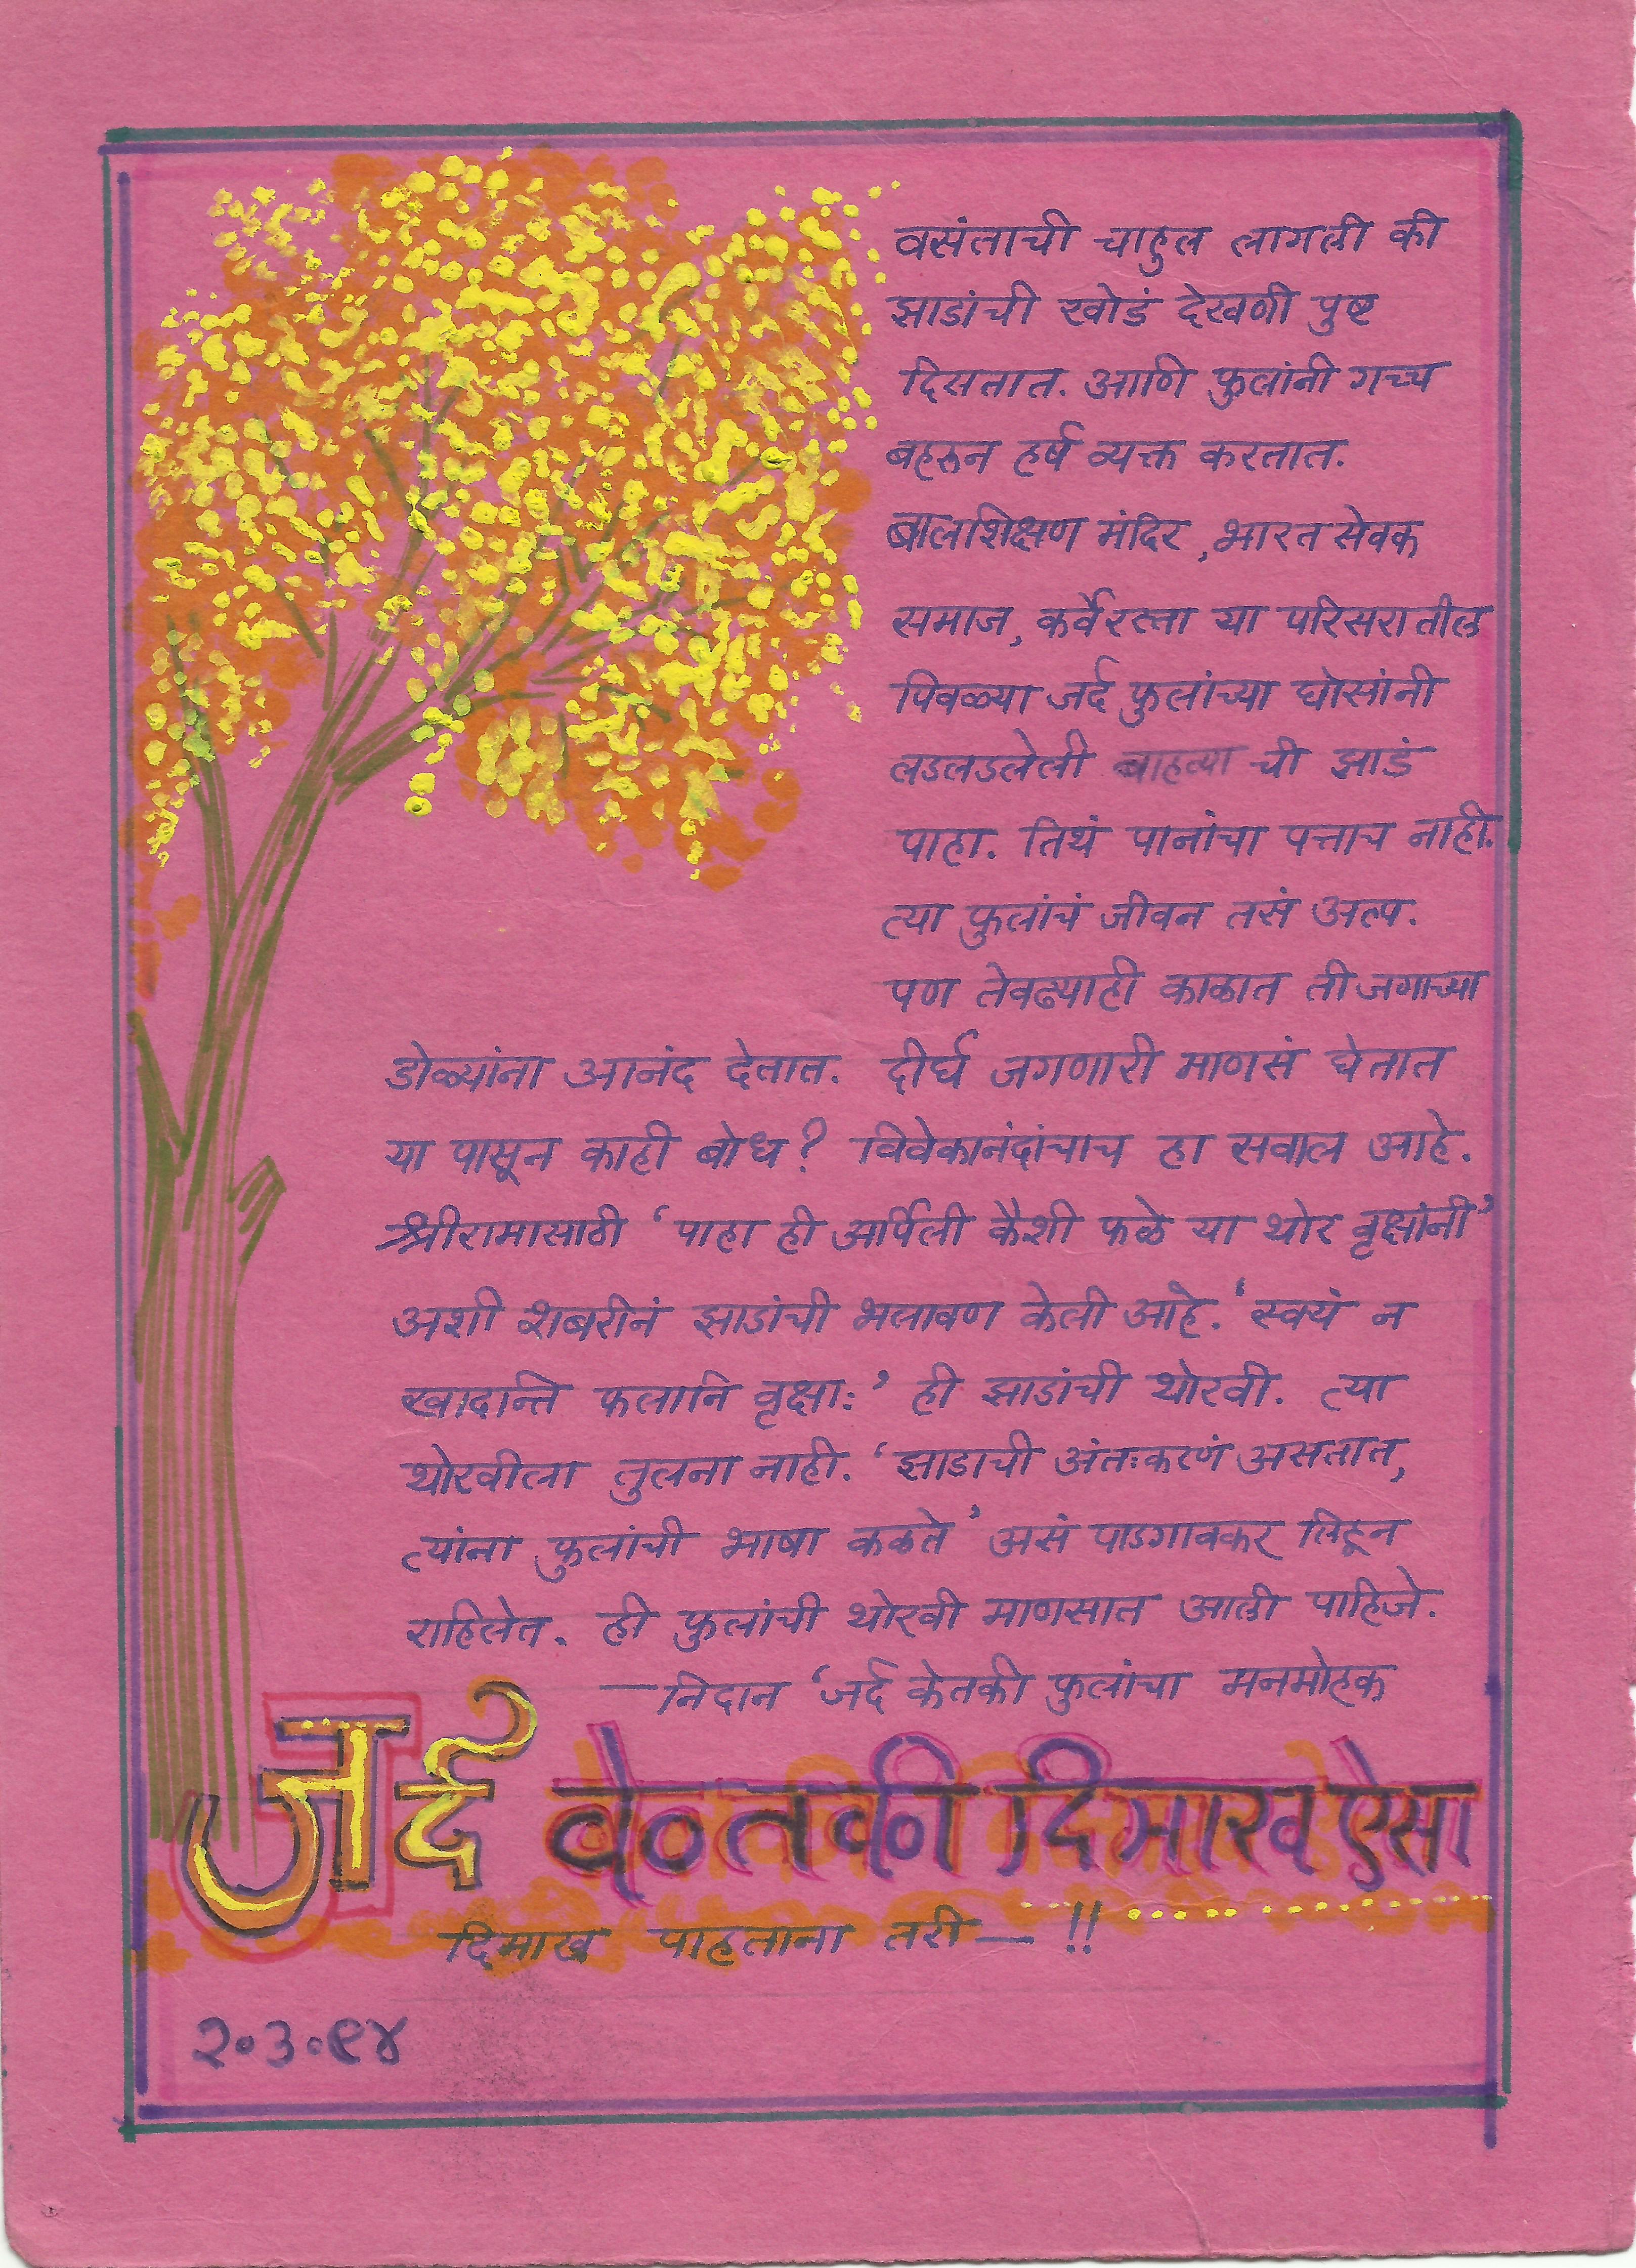 वसंताची चाहुल लागली की
झाडांची खोडं देखणी पुष्ट
दिसतात. आणि फुलांनी गच्च
बहरून हर्ष व्यक्त करतात.
बालशिक्षण मंदिर, भारत सेवक
समाज, कर्वेरस्ता या परिसरातील
पिवळ्या जर्द फुलांच्या घोसांनी
लडलडलेली बाहव्या ची झाडं
पाहा. तिथं पानांचा पत्ताच नाही.
त्या फुलांचं जीवन तसं अल्प.
पण तेवढ्याही काळात ती जगाच्या
डोळ्यांना आनंद देतात. दीर्घ जगणारी माणसं घेतात
या पासून काही बोध? विवेकानंदांचाच हा सवाल आहे.
श्रीरामासाठी 'पाहा ही अर्पिली कैशी फळे या थोर वृक्षांनी'
अशी शबरीनं झाडांची भलावण केली आहे. 'स्वयं न
खादन्ति फलानि वृक्षाः' ही झाडांची थोरवी. त्या
थोरवीला तुलना नाही. 'झाडाची अंतःकरणं असतात,
त्यांना फुलांची भाषा कळते' असं पाडगावकर लिहून
राहिलेत. ही फुलांची थोरवी माणसात आली पाहिजे.
— निदान 'जर्द केतकी फुलांचा मनमोहक
जर्द केतकी दिमाख ऐसा
दिमाख पाहताना तरी — !!
२०३०९४